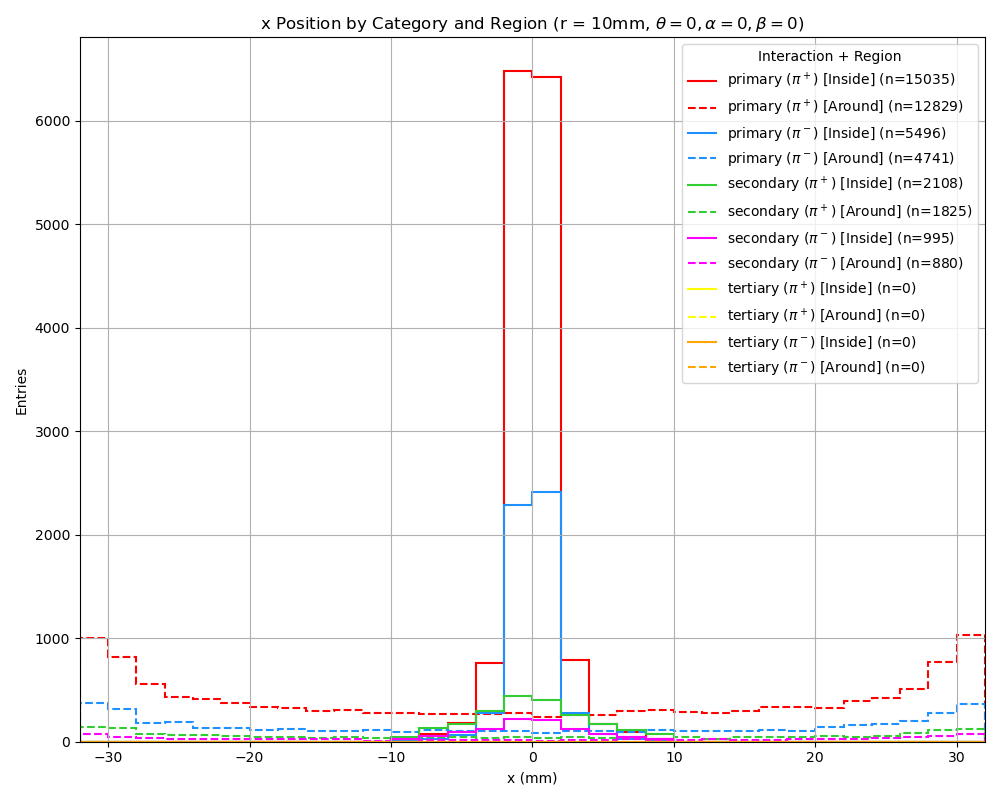 x Position by Category and Region (r = 10mm, θ = 0, α = 0, β = 0)
Interaction + Region
primary (π⁺) [Inside] (n=15035)
primary (π⁺) [Around] (n=12829)
primary (π⁻) [Inside] (n=5496)
primary (π⁻) [Around] (n=4741)
secondary (π⁺) [Inside] (n=2108)
secondary (π⁺) [Around] (n=1825)
secondary (π⁻) [Inside] (n=995)
secondary (π⁻) [Around] (n=880)
tertiary (π⁺) [Inside] (n=0)
tertiary (π⁺) [Around] (n=0)
tertiary (π⁻) [Inside] (n=0)
tertiary (π⁻) [Around] (n=0)
Entries
6000
5000
4000
3000
2000
1000
0
−30 −20 −10 0 10 20 30
x (mm)